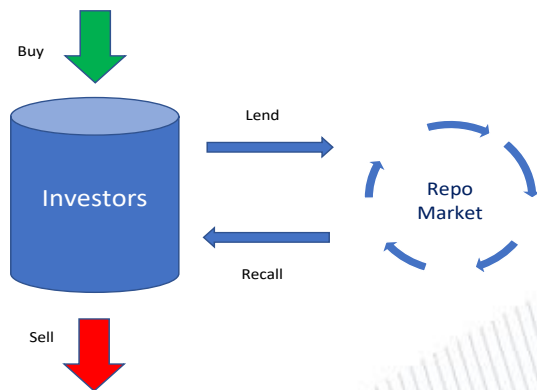 Buy
Lend
Investors
Repo
Market
Recall
Sell